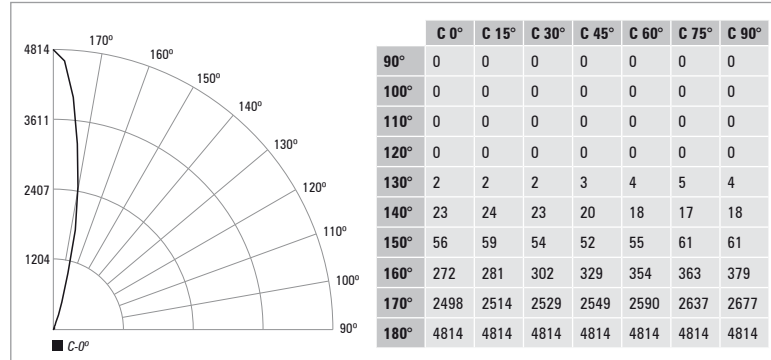 4814
170º
160º
150º
3611
140º
130º
2407
120º
110º
1204
100º
90º
C-0º
C 0° C 15° C 30° C 45° C 60° C 75° C 90°
90° 0 0 0 0 0 0 0
100° 0 0 0 0 0 0 0
110° 0 0 0 0 0 0 0
120° 0 0 0 0 0 0 0
130° 2 2 2 3 4 5 4
140° 23 24 23 20 18 17 18
150° 56 59 54 52 55 61 61
160° 272 281 302 329 354 363 379
170° 2498 2514 2529 2549 2590 2637 2677
180° 4814 4814 4814 4814 4814 4814 4814